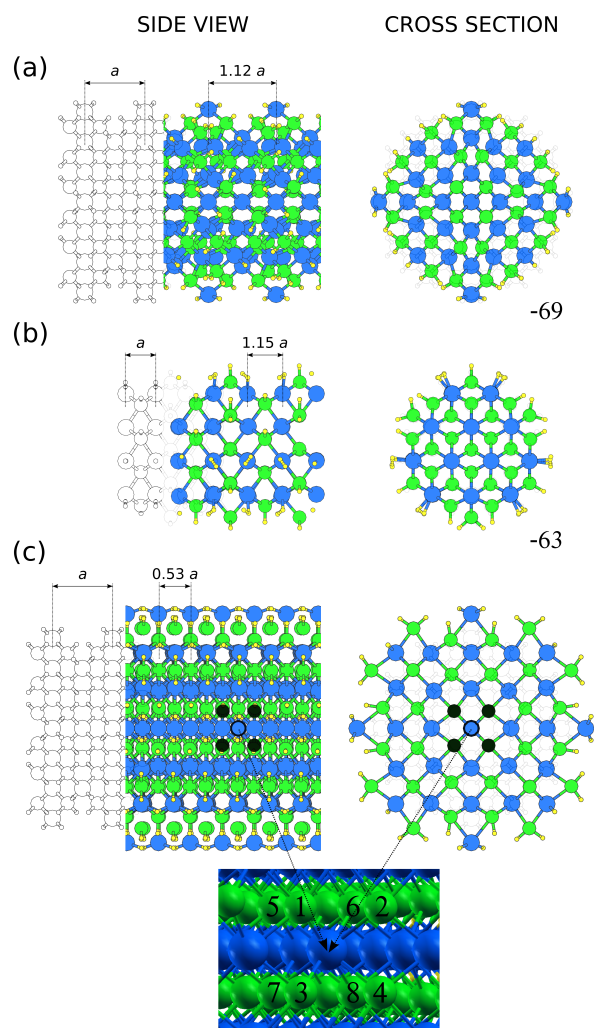 SIDE VIEW CROSS SECTION
(a)
a 1.12 a
-69
(b)
a 1.15 a
-63
(c)
a 0.53 a
5 1 6 2
7 3 8 4